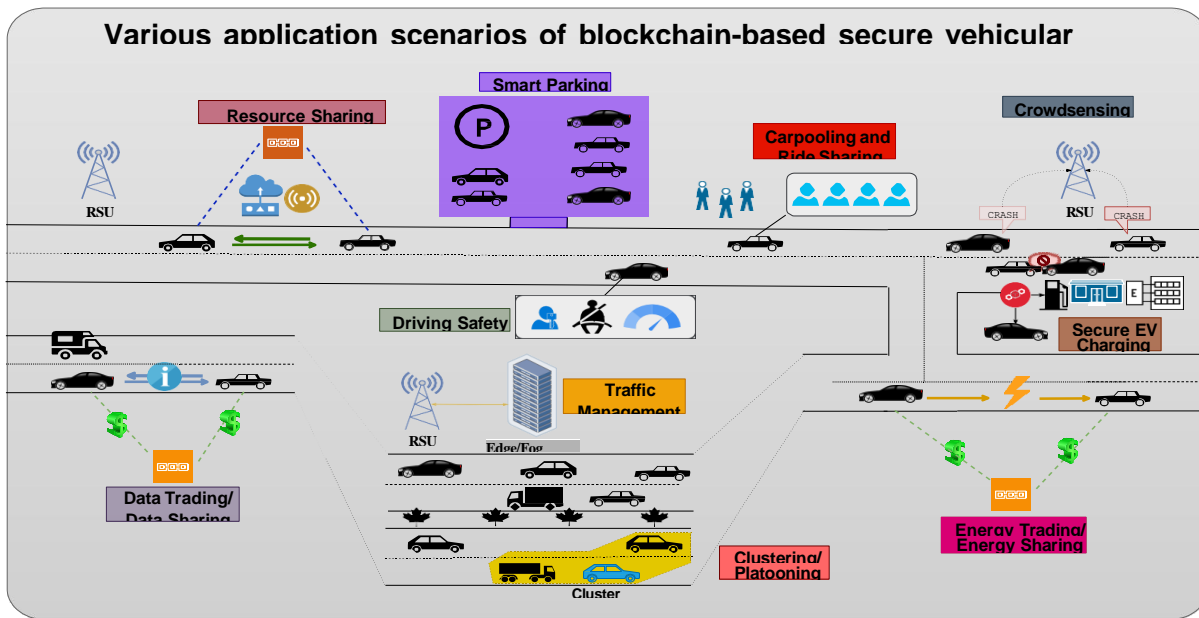 Various application scenarios of blockchain-based secure vehicular
Smart Parking
Resource Sharing
Crowdsensing
P
Carpooling and
Ride Sharing
RSU
RSU
CRASH
CRASH
E
Driving Safety
Secure EV
Charging
i
Traffic
Management
RSU
Edge/Fog
$
$
$
$
Data Trading/
Data Sharing
Energy Trading/
Energy Sharing
Clustering/
Platooning
Cluster